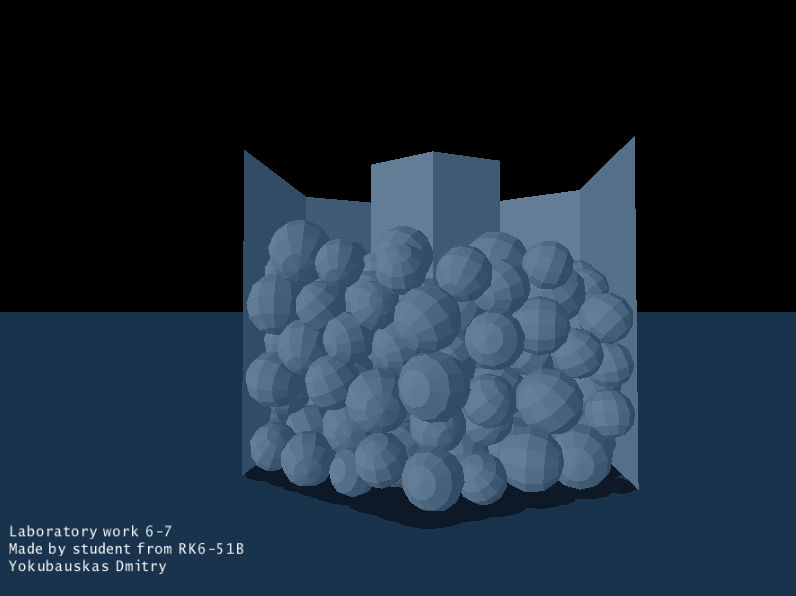 Laboratory work 6-7
Made by student from RK6-51B
Yokubauskas Dmitry